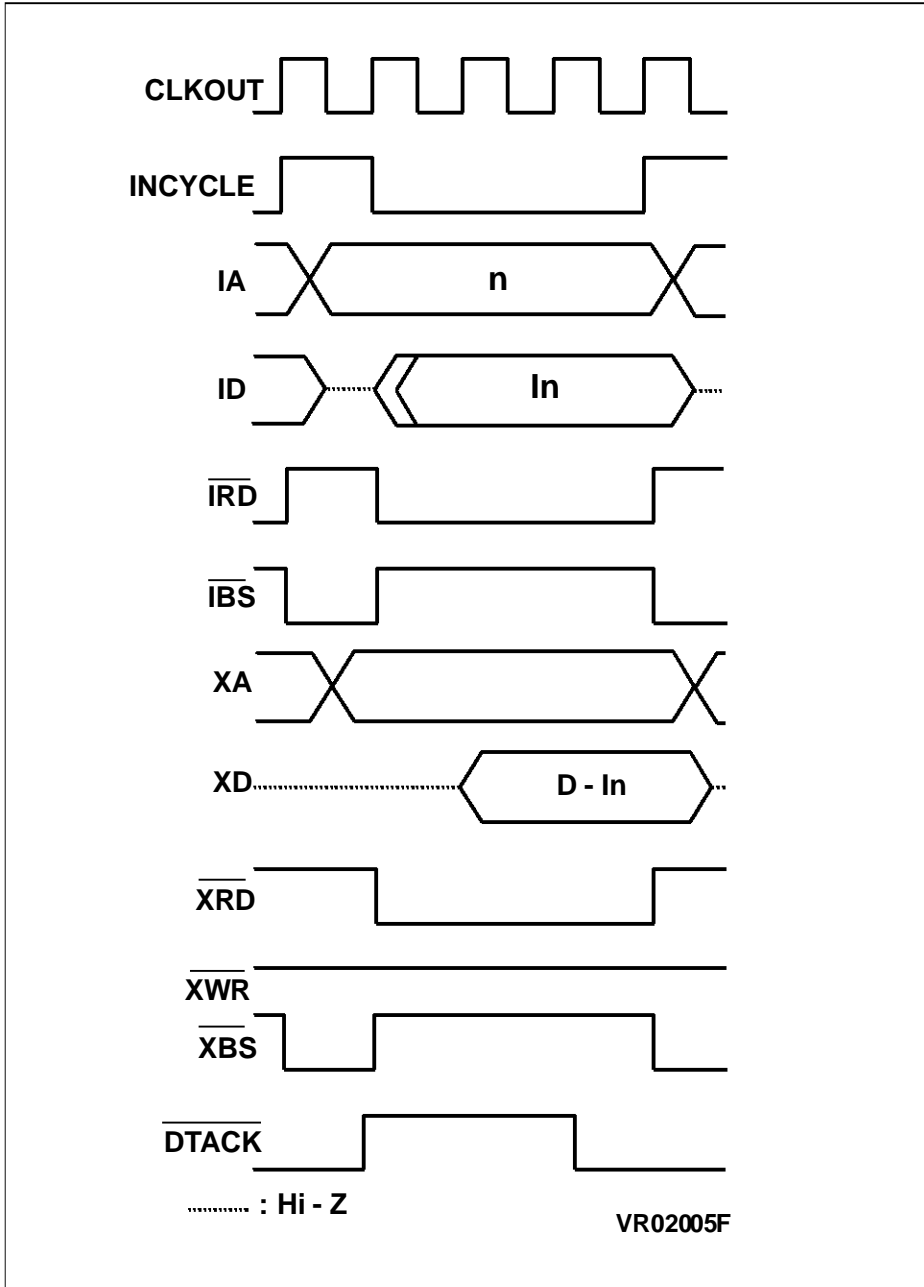 CLKOUT
INCYCLE
IA
n
ID
In
IRD
IBS
XA
XD
D - In
XRD
XWR
XBS
DTACK
: Hi - Z
VR02005F